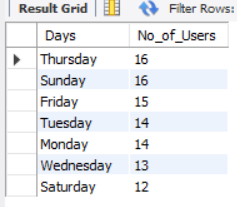 Result Grid Filter Rows:
Days No_of_Users
Thursday 16
Sunday 16
Friday 15
Tuesday 14
Monday 14
Wednesday 13
Saturday 12